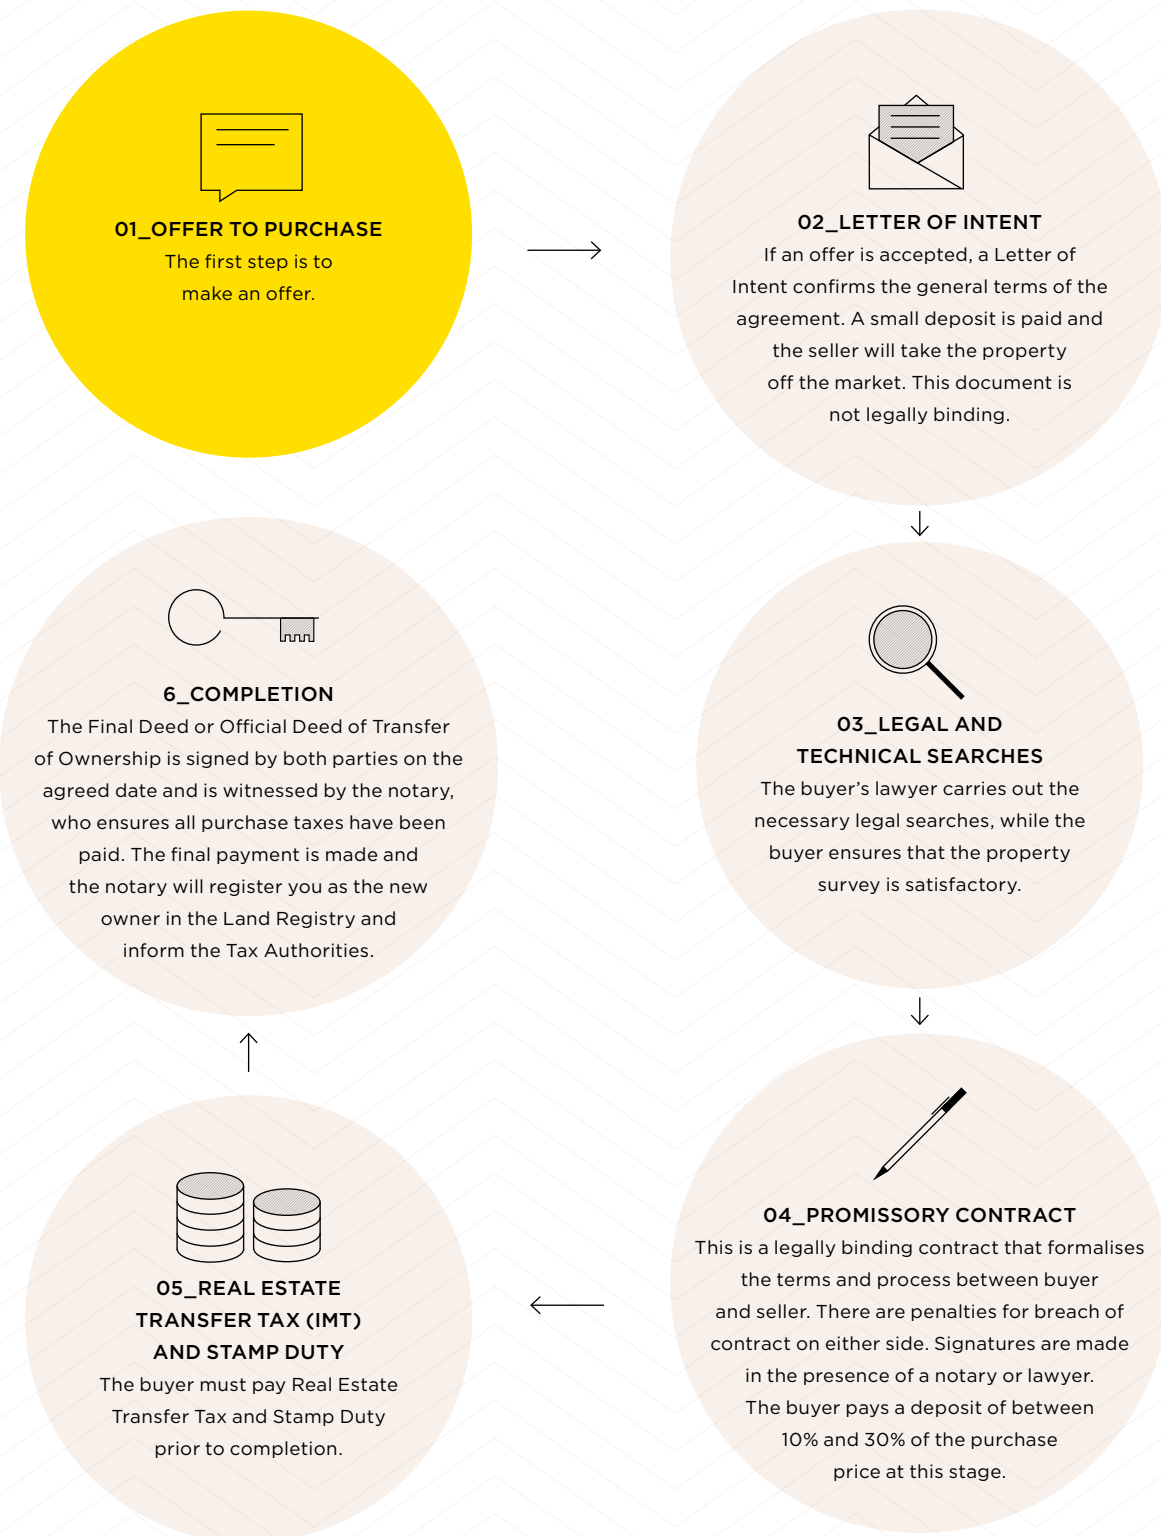 01_OFFER TO PURCHASE
The first step is to
make an offer.
02_LETTER OF INTENT
If an offer is accepted, a Letter of
Intent confirms the general terms of the
agreement. A small deposit is paid and
the seller will take the property
off the market. This document is
not legally binding.
03_LEGAL AND
TECHNICAL SEARCHES
The buyer’s lawyer carries out the
necessary legal searches, while the
buyer ensures that the property
survey is satisfactory.
04_PROMISSORY CONTRACT
This is a legally binding contract that formalises
the terms and process between buyer
and seller. There are penalties for breach of
contract on either side. Signatures are made
in the presence of a notary or lawyer.
The buyer pays a deposit of between
10% and 30% of the purchase
price at this stage.
05_REAL ESTATE
TRANSFER TAX (IMT)
AND STAMP DUTY
The buyer must pay Real Estate
Transfer Tax and Stamp Duty
prior to completion.
6_COMPLETION
The Final Deed or Official Deed of Transfer
of Ownership is signed by both parties on the
agreed date and is witnessed by the notary,
who ensures all purchase taxes have been
paid. The final payment is made and
the notary will register you as the new
owner in the Land Registry and
inform the Tax Authorities.